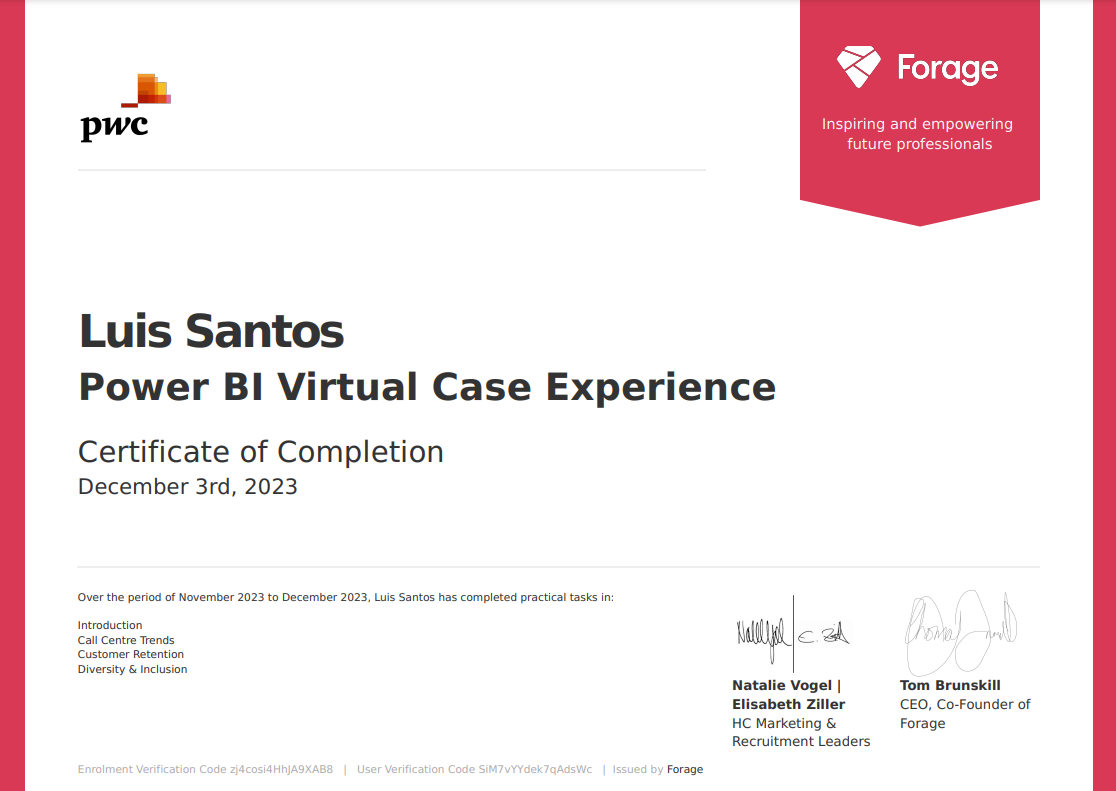 pwc
Forage
Inspiring and empowering
future professionals
Luis Santos
Power BI Virtual Case Experience
Certificate of Completion
December 3rd, 2023
Over the period of November 2023 to December 2023, Luis Santos has completed practical tasks in:
Introduction
Call Centre Trends
Customer Retention
Diversity & Inclusion
Natalie Vogel |
Elisabeth Ziller
HC Marketing &
Recruitment Leaders
Tom Brunskill
CEO, Co-Founder of
Forage
Enrolment Verification Code zj4cosi4HhJA9XAB8 | User Verification Code SiM7vYYdek7qAdsWc | Issued by Forage